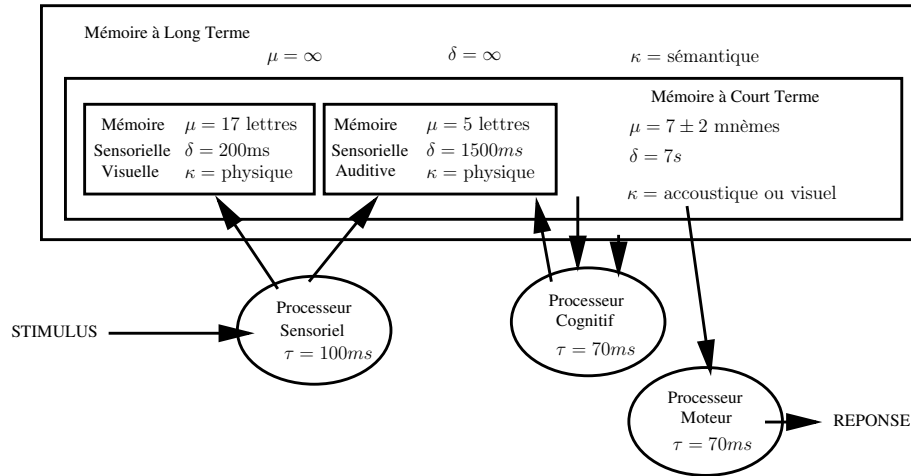 Mémoire à Long Terme
μ = ∞ δ = ∞ κ = sémantique
Mémoire μ = 17 lettres
Sensorielle δ = 200ms
Visuelle κ = physique
Mémoire μ = 5 lettres
Sensorielle δ = 1500ms
Auditive κ = physique
Mémoire à Court Terme
μ = 7 ± 2 mnèmes
δ = 7s
κ = accoustique ou visuel
STIMULUS
Processeur
Sensoriel
τ = 100ms
Processeur
Cognitif
τ = 70ms
Processeur
Moteur
τ = 70ms
REPONSE